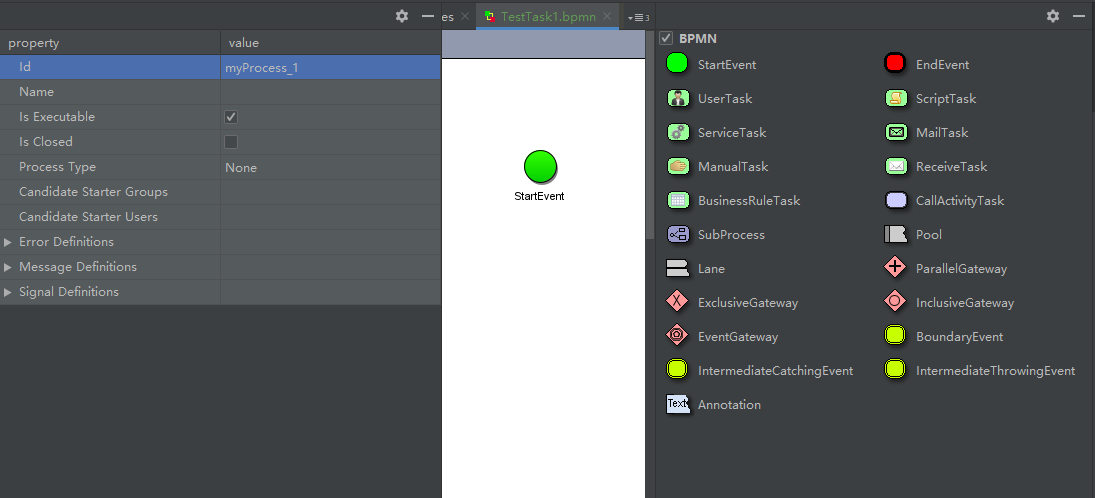 property value
Id myProcess_1
Name
Is Executable
Is Closed
Process Type None
Candidate Starter Groups
Candidate Starter Users
Error Definitions
Message Definitions
Signal Definitions
es TestTask1.bpmn 3
StartEvent
BPMN
StartEvent EndEvent
UserTask ScriptTask
ServiceTask MailTask
ManualTask ReceiveTask
BusinessRuleTask CallActivityTask
SubProcess Pool
Lane ParallelGateway
X ExclusiveGateway InclusiveGateway
EventGateway BoundaryEvent
IntermediateCatchingEvent IntermediateThrowingEvent
Text Annotation